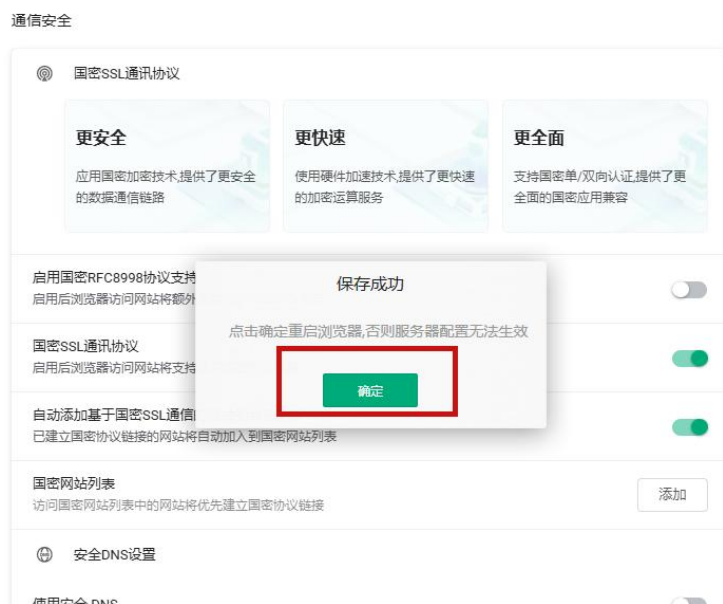 通信安全
国密SSL通讯协议
更安全
应用国密加密技术,提供了更安全
的数据通信链路
更快速
使用硬件加速技术,提供了更快速
的加密运算服务
更全面
支持国密单/双向认证,提供了更
全面的国密应用兼容
启用国密RFC8998协议支持
启用后浏览器访问网站将额外
保存成功
点击确定重启浏览器,否则服务器配置无法生效
确定
国密SSL通讯协议
启用后浏览器访问网站将支持
自动添加基于国密SSL通信
已建立国密协议链接的网站将自动加入到国密网站列表
国密网站列表
访问国密网站列表中的网站将优先建立国密协议链接
添加
安全DNS设置
使用安全 DNS